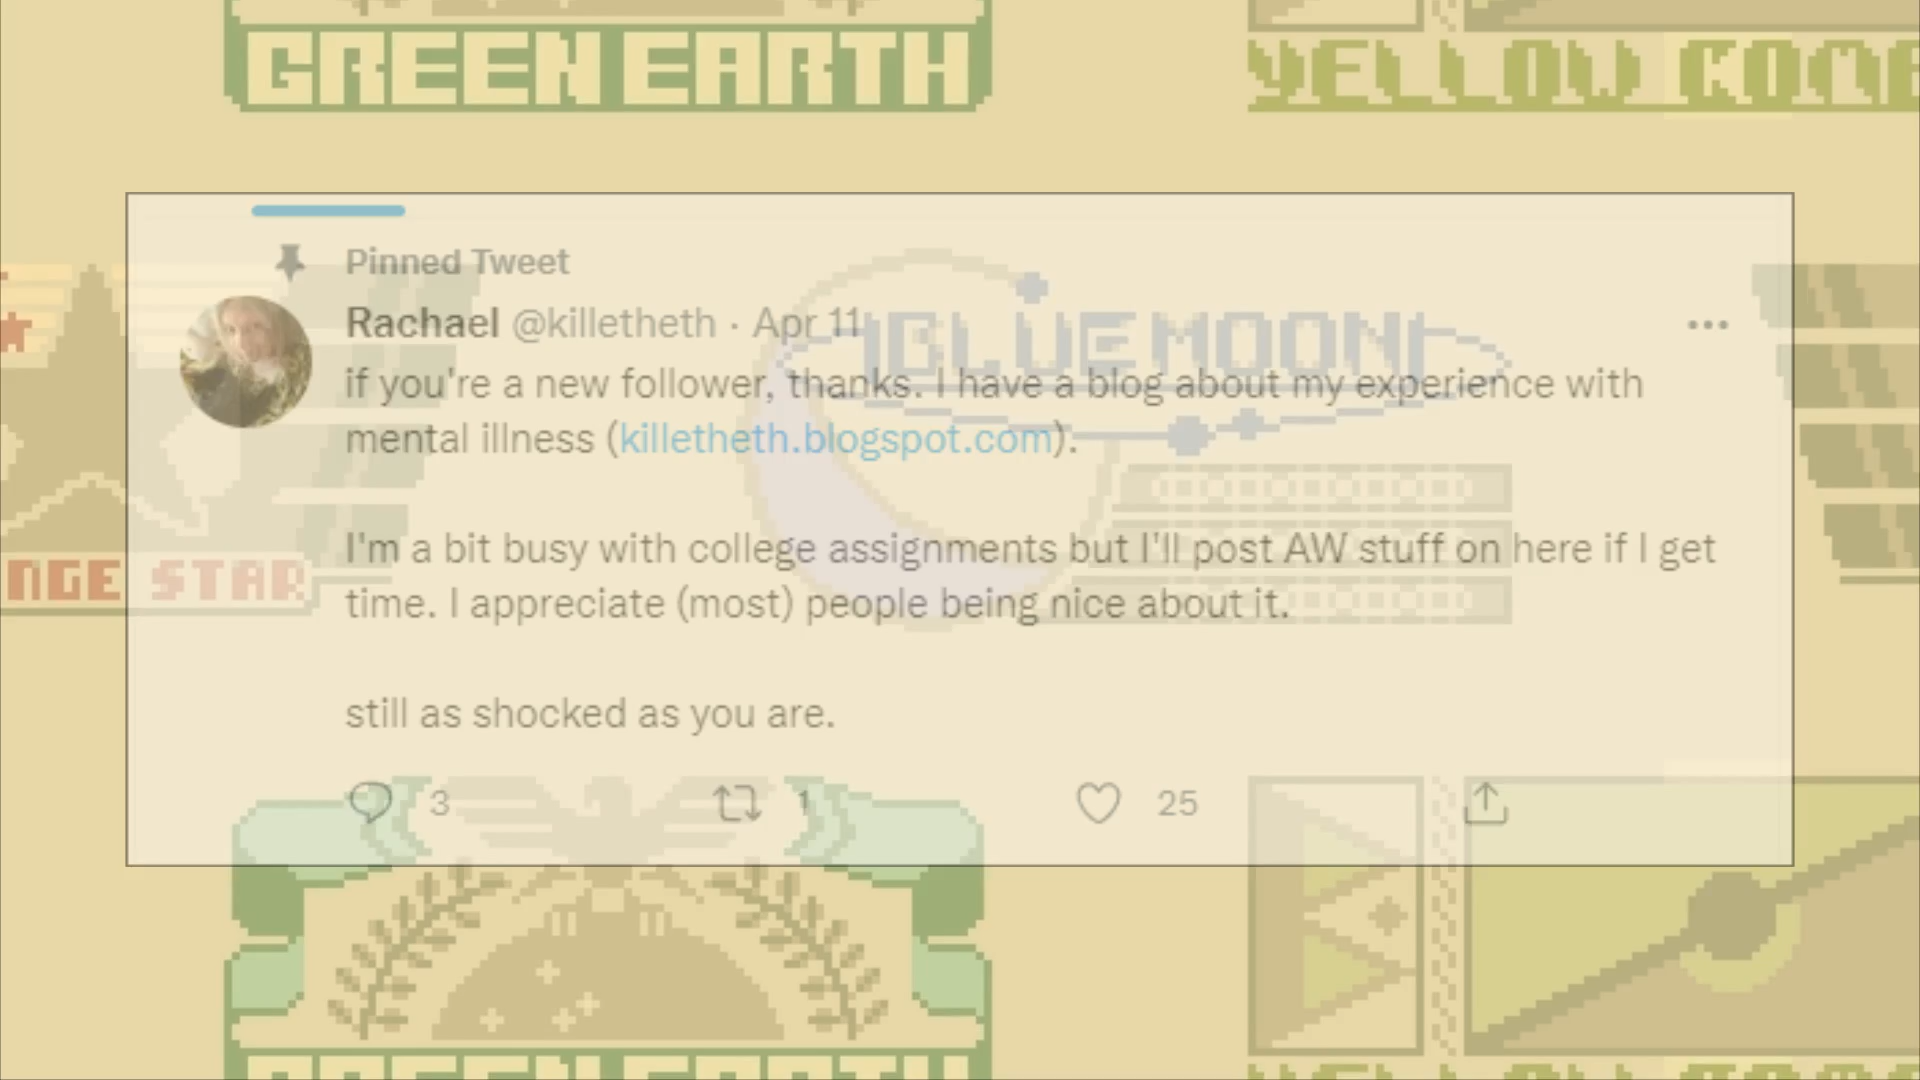 GREEN EARTH
YELLOW COM
Pinned Tweet
Rachael @killetheth · Apr 11
BLUE MOON
if you're a new follower, thanks. I have a blog about my experience with
mental illness (killetheth.blogspot.com).
I'm a bit busy with college assignments but I'll post AW stuff on here if I get
NGE STAR
time. I appreciate (most) people being nice about it.
still as shocked as you are.
3 1 25
GREEN EARTH